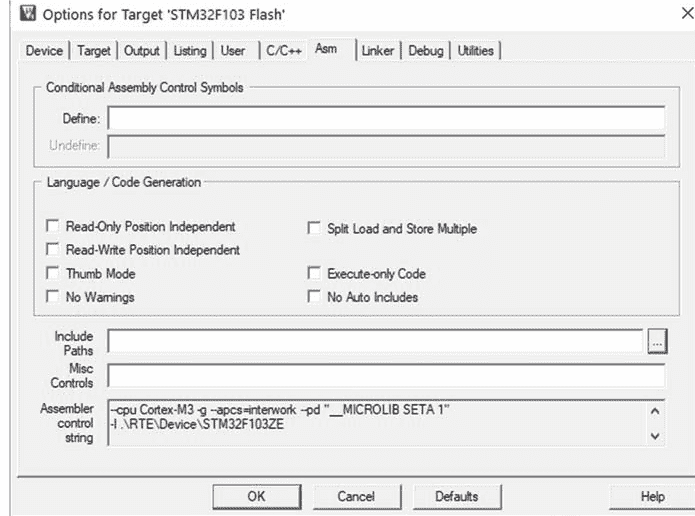 Options for Target 'STM32F103 Flash'
Device Target Output Listing User C/C++ Asm Linker Debug Utilities
Conditional Assembly Control Symbols
Define:
Undefine:
Language / Code Generation
Read-Only Position Independent
Split Load and Store Multiple
Read-Write Position Independent
Thumb Mode
Execute-only Code
No Warnings
No Auto Includes
Include
Paths
...
Misc
Controls
Assembler
control
string
--cpu Cortex-M3 -g --apcs=interwork --pd "__MICROLIB SETA 1"
-I .\RTE\Device\STM32F103ZE
OK Cancel Defaults Help